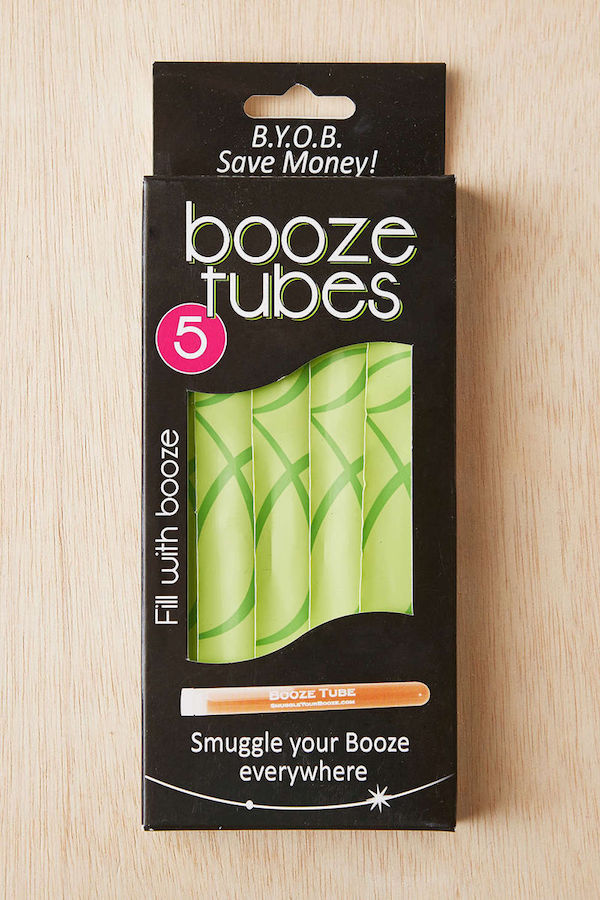 B.Y.O.B.
Save Money!
booze
tubes
5
Fill with booze
BOOZE TUBE
SMUGGLEYOURBOOZE.COM
Smuggle your Booze
everywhere